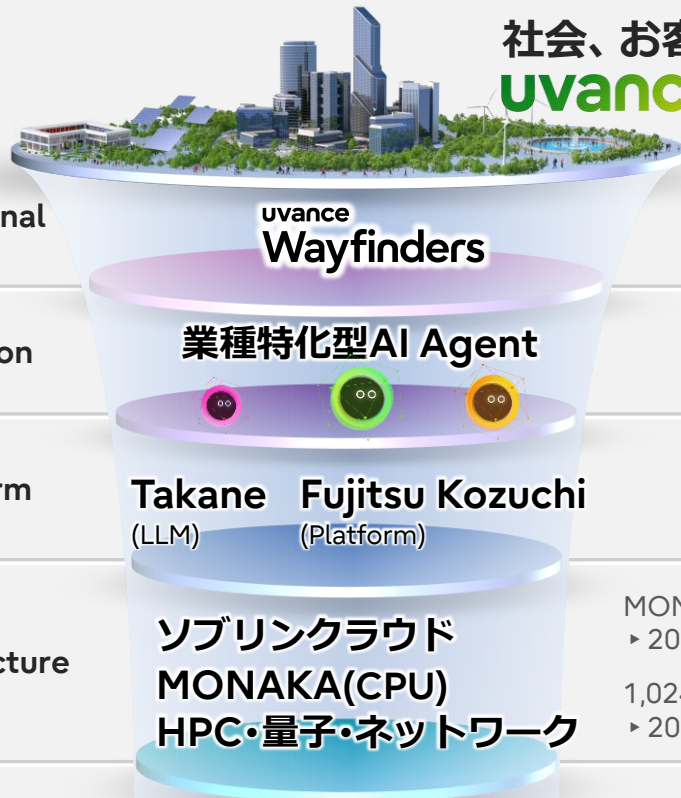 社会、お客
uvanc
nal
uvance
Wayfinders
on
業種特化型AI Agent
rm
Takane
(LLM)
Fujitsu Kozuchi
(Platform)
cture
ソブリンクラウド
MONAKA(CPU)
HPC・量子・ネットワーク
MON
▸ 20
1,024
▸ 20